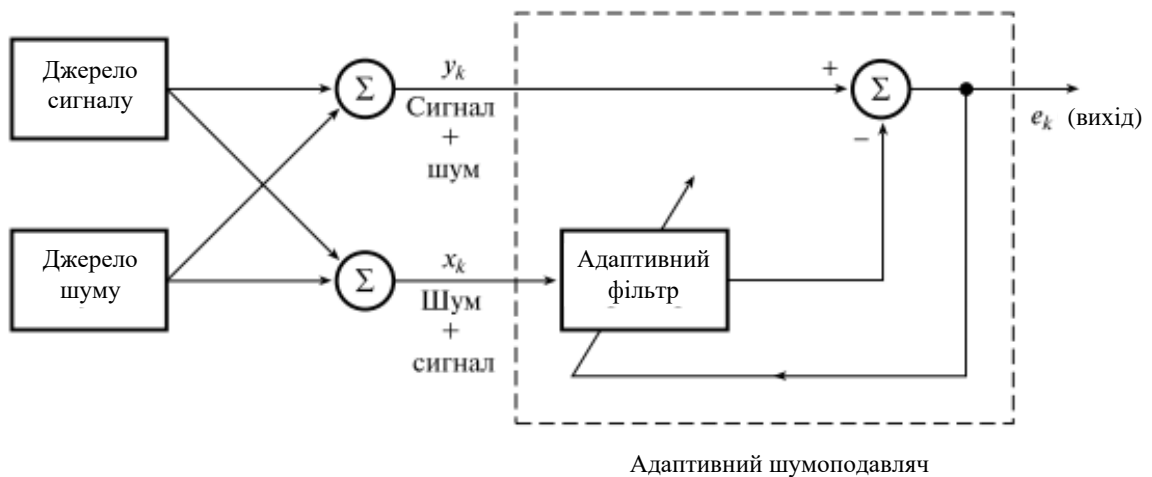 Джерело
сигналу
Σ
y_k
Сигнал
+
шум
+
Σ
−
e_k (вихід)
Джерело
шуму
Σ
x_k
Шум
+
сигнал
Адаптивний
фільтр
Адаптивний шумоподавляч